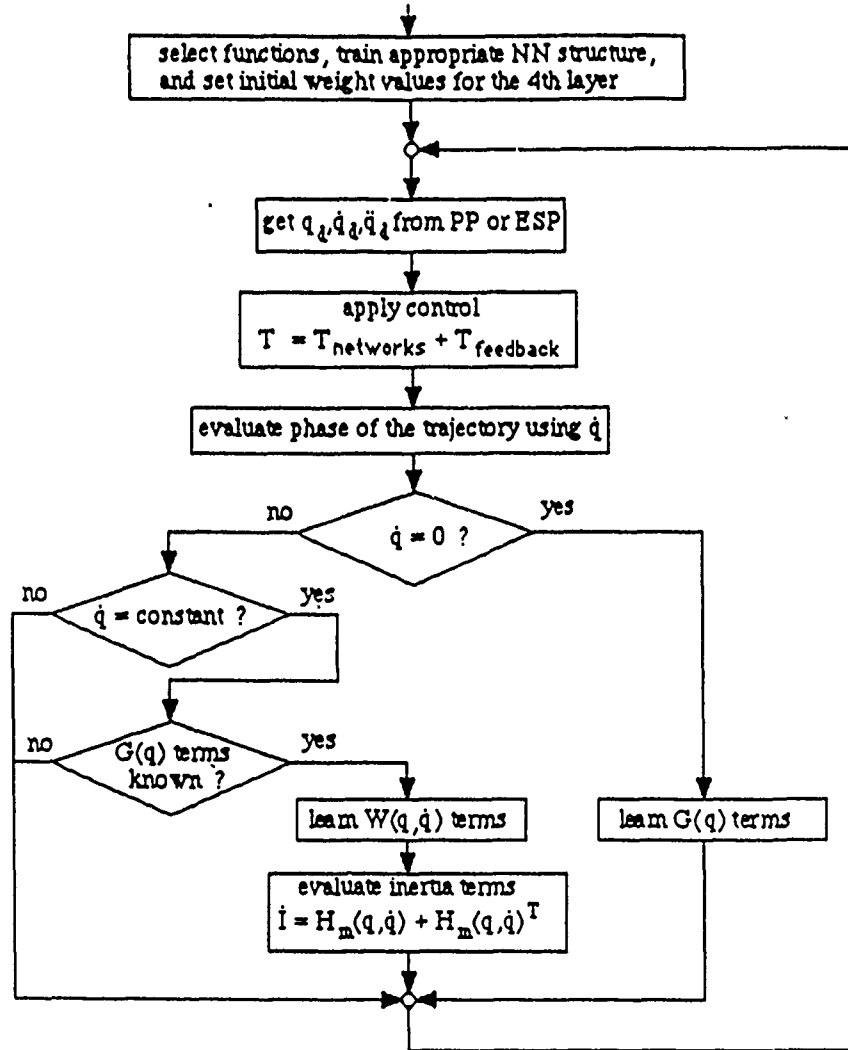 select functions, train appropriate NN structure,
and set initial weight values for the 4th layer
get q_d, q̇_d, q̈_d from PP or ESP
apply control
T = T_networks + T_feedback
evaluate phase of the trajectory using q̇
no
yes
q̇ = 0 ?
no
yes
q̇ = constant ?
no
yes
G(q) terms
known ?
learn W(q,q̇) terms
learn G(q) terms
evaluate inertia terms
İ = H_m(q,q̇) + H_m(q,q̇)^T